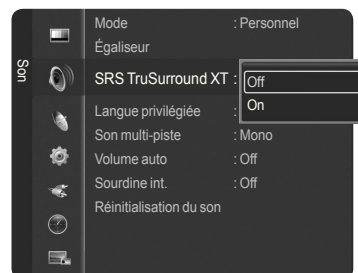 Son
Mode : Personnel
Égaliseur
SRS TruSurround XT : Off
On
Langue privilégiée :
Son multi-piste : Mono
Volume auto : Off
Sourdine int. : Off
Réinitialisation du son